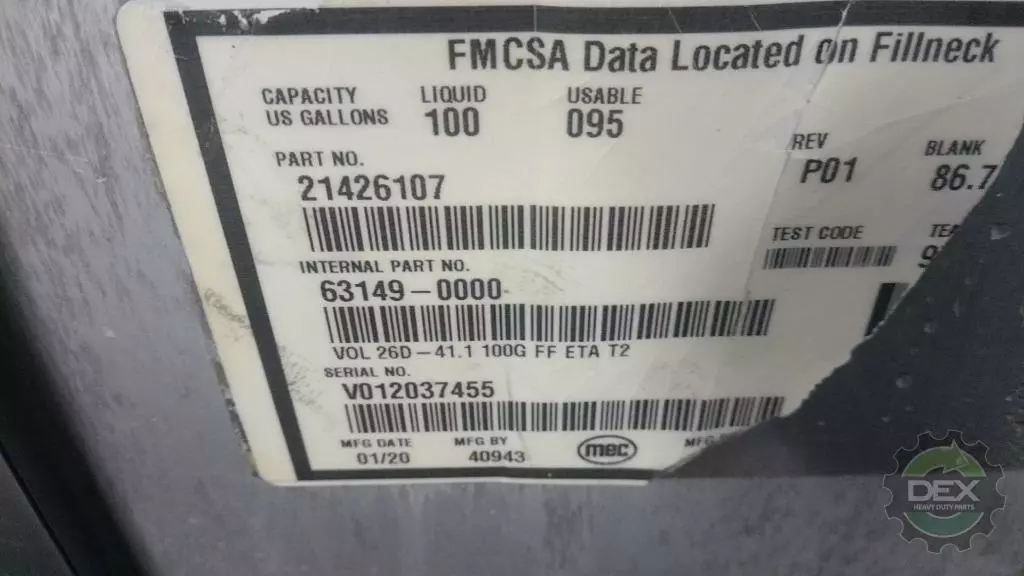 FMCSA Data Located on Fillneck
CAPACITY
US GALLONS
LIQUID
100
USABLE
095
PART NO.
21426107
REV
P01
BLANK
86.7
TEST CODE
INTERNAL PART NO.
63149-0000
VOL 26D-41.1 100G FF ETA T2
SERIAL NO.
V012037455
MFG DATE
01/20
MFG BY
40943
mec
MFG
DEX
HEAVY DUTY PARTS